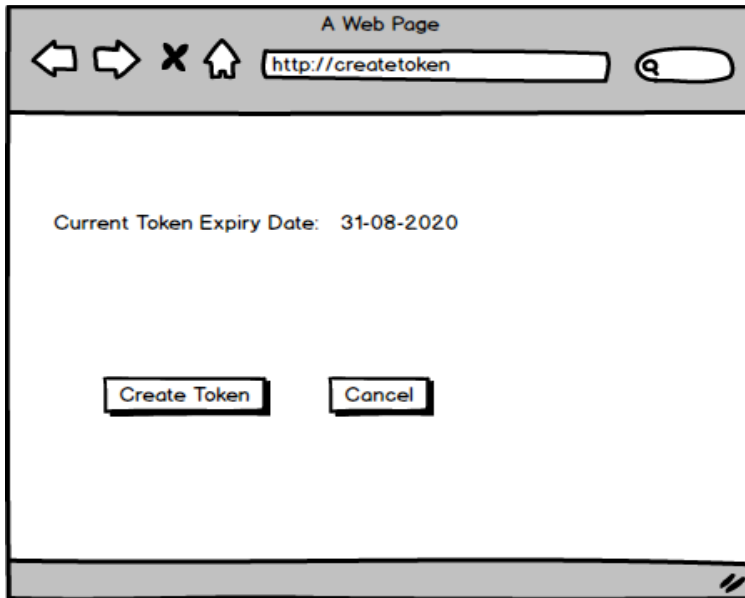 A Web Page
http://createtoken
Current Token Expiry Date: 31-08-2020
Create Token Cancel